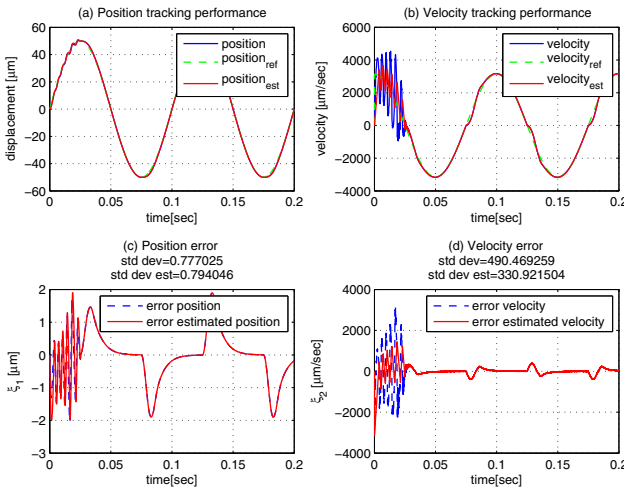 (a) Position tracking performance
60
40
20
0
−20
−40
−60
0
0.05
0.1
0.15
0.2
displacement [μm]
time[sec]
position
position_ref
position_est
(b) Velocity tracking performance
6000
4000
2000
0
−2000
−4000
0
0.05
0.1
0.15
0.2
velocity [μm/sec]
time[sec]
velocity
velocity_ref
velocity_est
(c) Position error
std dev=0.777025
std dev est=0.794046
2
1
0
−1
−2
−3
0
0.05
0.1
0.15
0.2
ξ₁ [μm]
time[sec]
error position
error estimated position
(d) Velocity error
std dev=490.469259
std dev est=330.921504
4000
2000
0
−2000
−4000
0
0.05
0.1
0.15
0.2
ξ₂ [μm/sec]
time[sec]
error velocity
error estimated velocity